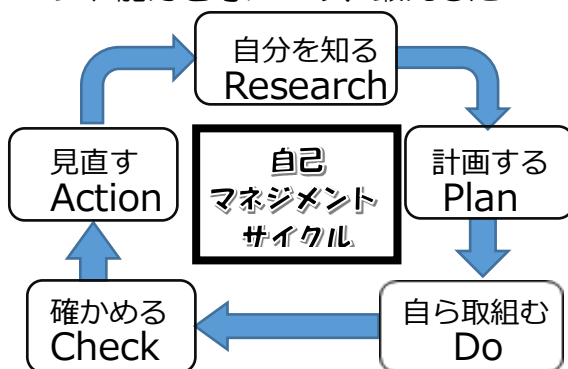 自分を知る
Research
計画する
Plan
自ら取組む
Do
確かめる
Check
見直す
Action
自己
マネジメント
サイクル